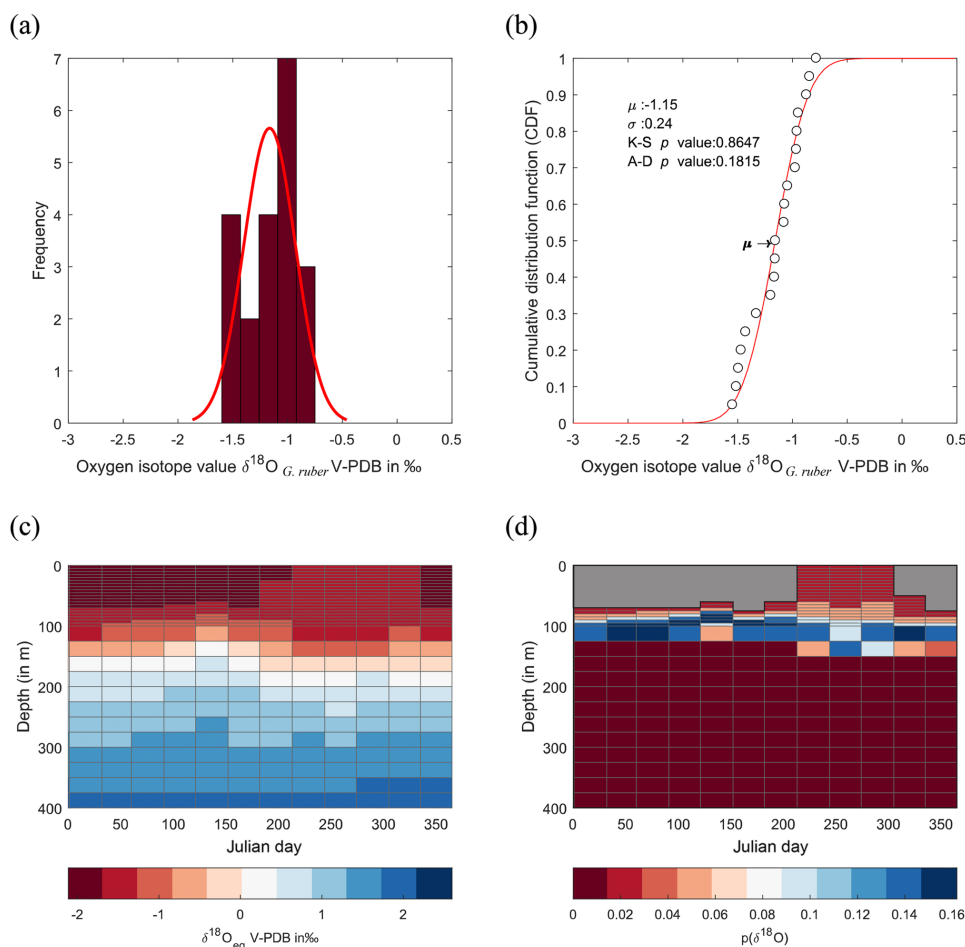 (a)
7
6
5
4
3
2
1
0
Frequency
-3 -2.5 -2 -1.5 -1 -0.5 0 0.5
Oxygen isotope value δ¹⁸O G. ruber V-PDB in ‰
(b)
1
0.9
0.8
0.7
0.6
0.5
0.4
0.3
0.2
0.1
0
Cumulative distribution function (CDF)
μ :-1.15
σ :0.24
K-S p value:0.8647
A-D p value:0.1815
μ→
-3 -2.5 -2 -1.5 -1 -0.5 0 0.5
Oxygen isotope value δ¹⁸O G. ruber V-PDB in ‰
(c)
0
100
200
300
400
Depth (in m)
0 50 100 150 200 250 300 350
Julian day
-2 -1 0 1 2
δ¹⁸Oeq V-PDB in‰
(d)
0
100
200
300
400
Depth (in m)
0 50 100 150 200 250 300 350
Julian day
0 0.02 0.04 0.06 0.08 0.1 0.12 0.14 0.16
p(δ¹⁸O)